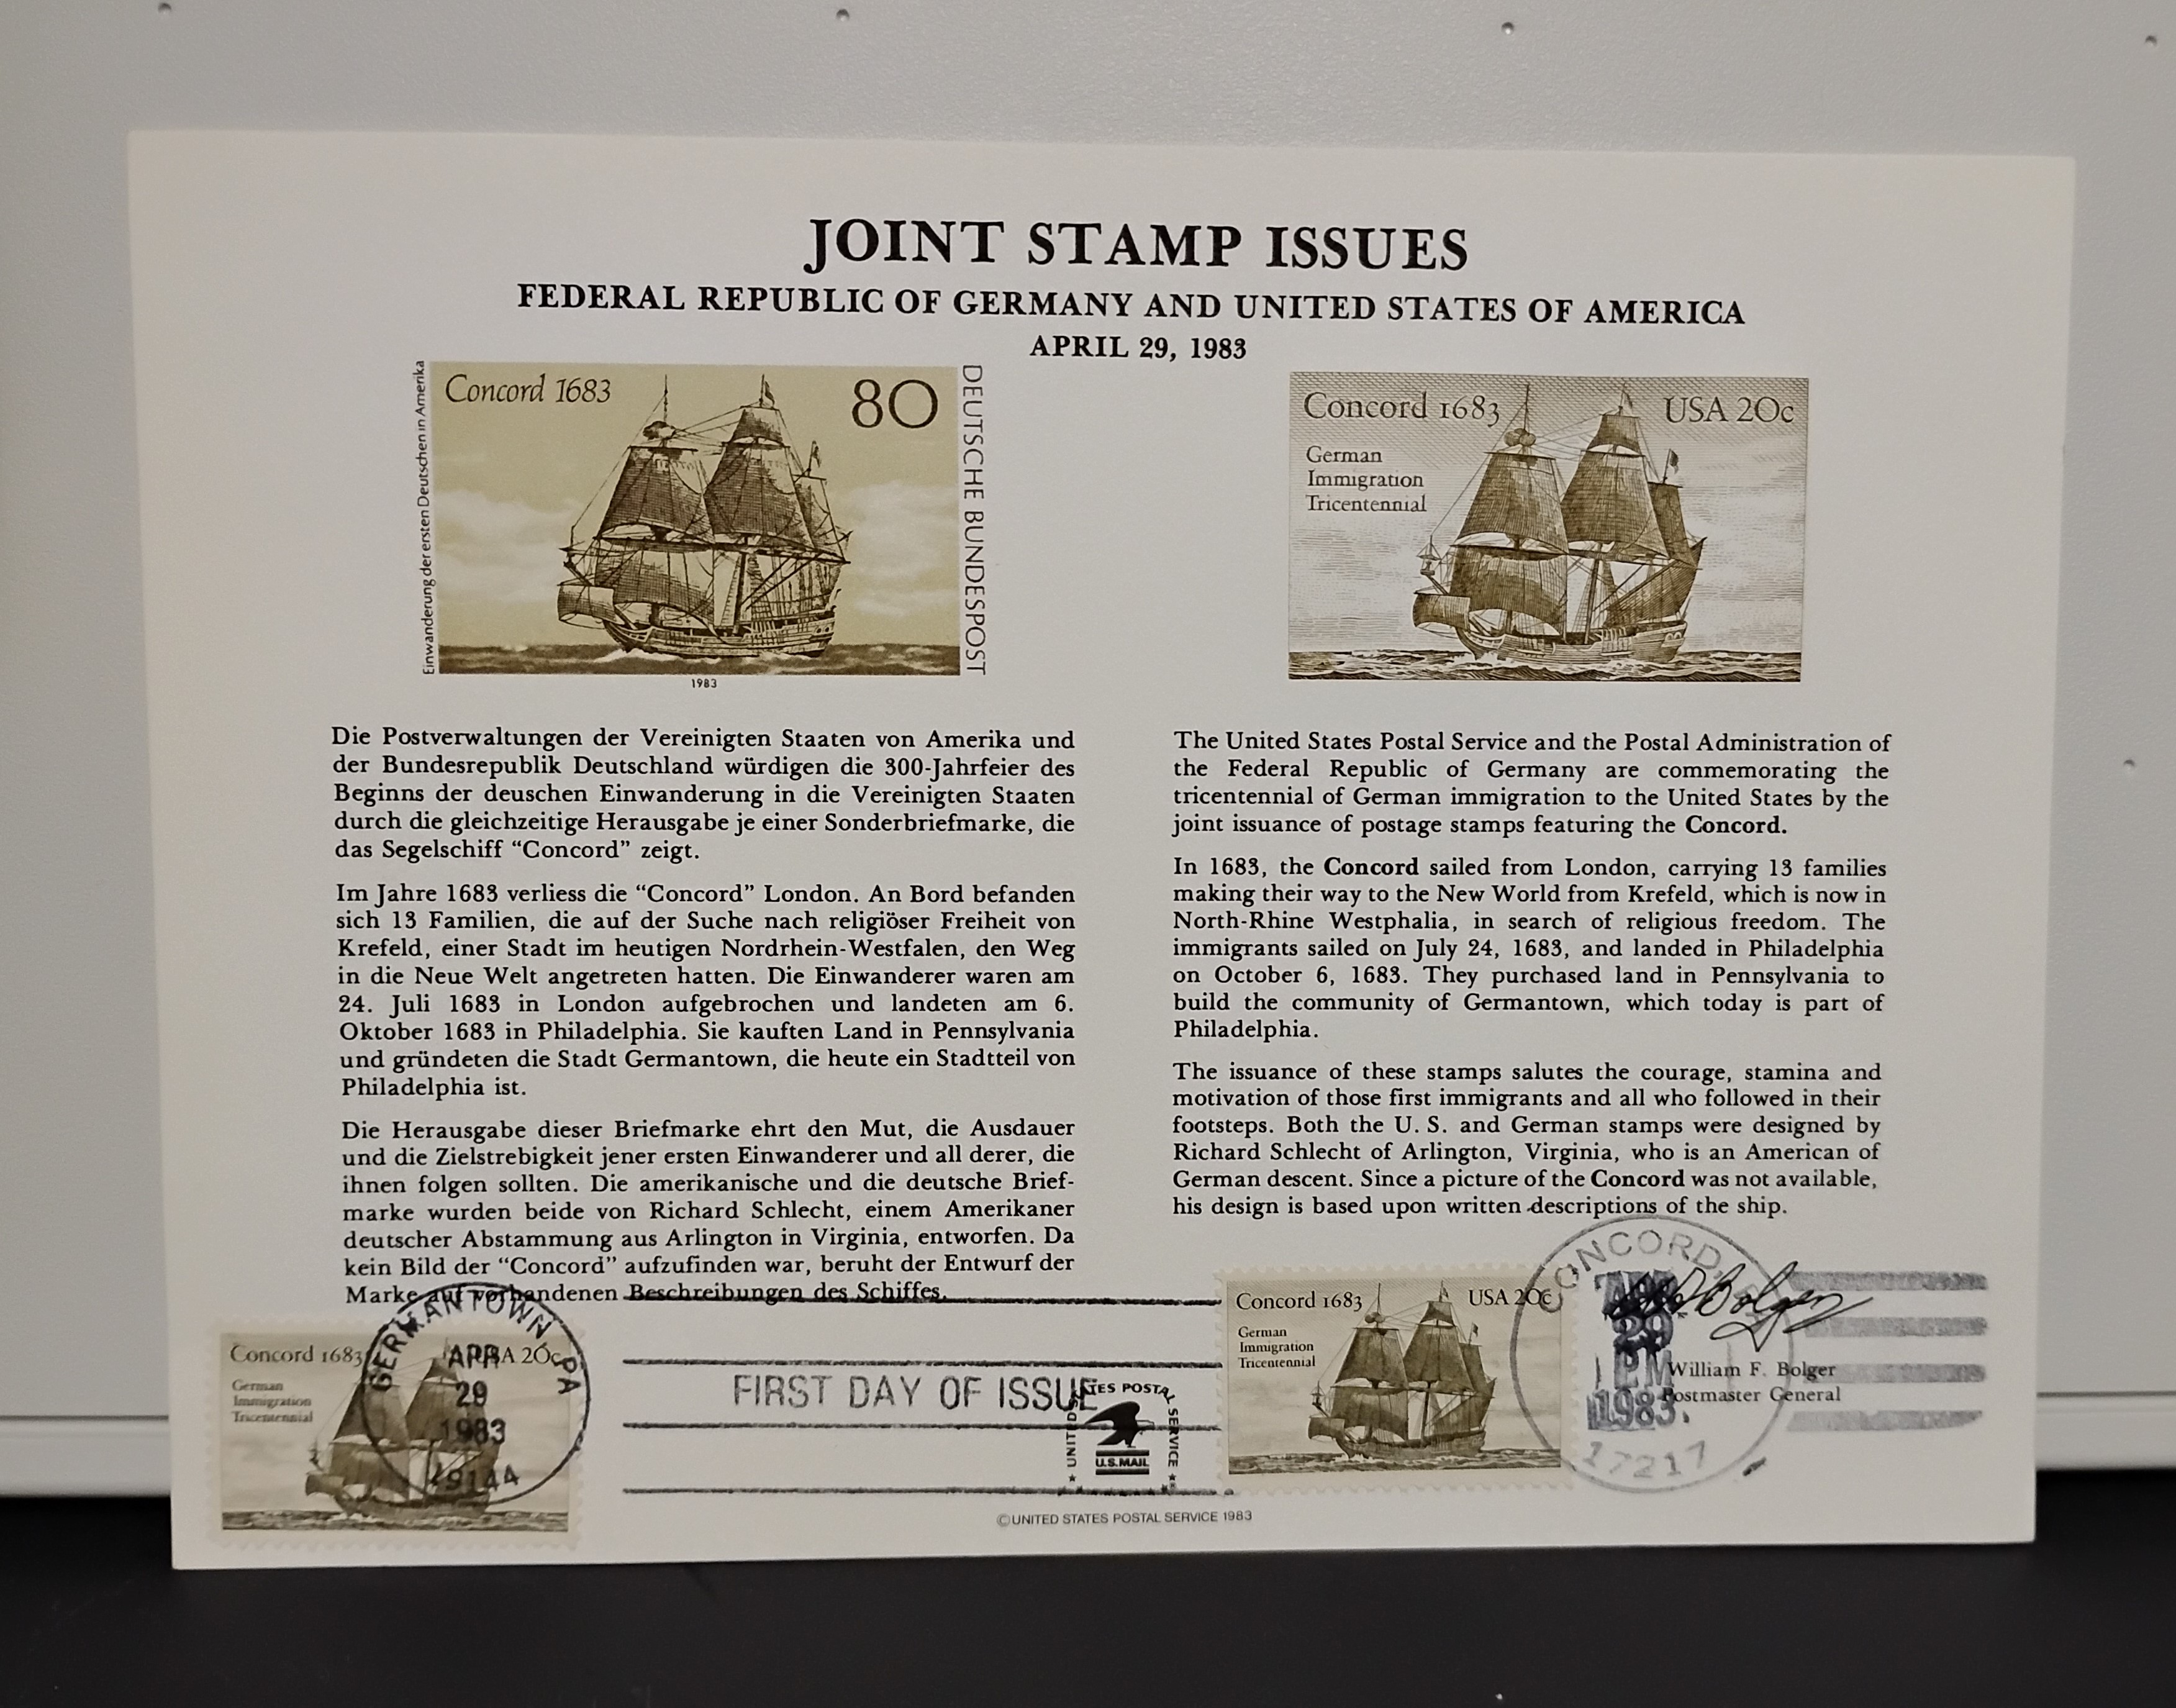 JOINT STAMP ISSUES
FEDERAL REPUBLIC OF GERMANY AND UNITED STATES OF AMERICA
APRIL 29, 1983
Einwanderung der ersten Deutschen in Amerika
Concord 1683
80
DEUTSCHE BUNDESPOST
1983
Concord 1683
USA 20c
German
Immigration
Tricentennial
Die Postverwaltungen der Vereinigten Staaten von Amerika und
der Bundesrepublik Deutschland würdigen die 300-Jahrfeier des
Beginns der deuschen Einwanderung in die Vereinigten Staaten
durch die gleichzeitige Herausgabe je einer Sonderbriefmarke, die
das Segelschiff “Concord” zeigt.
Im Jahre 1683 verliess die “Concord” London. An Bord befanden
sich 13 Familien, die auf der Suche nach religiöser Freiheit von
Krefeld, einer Stadt im heutigen Nordrhein-Westfalen, den Weg
in die Neue Welt angetreten hatten. Die Einwanderer waren am
24. Juli 1683 in London aufgebrochen und landeten am 6.
Oktober 1683 in Philadelphia. Sie kauften Land in Pennsylvania
und gründeten die Stadt Germantown, die heute ein Stadtteil von
Philadelphia ist.
Die Herausgabe dieser Briefmarke ehrt den Mut, die Ausdauer
und die Zielstrebigkeit jener ersten Einwanderer und all derer, die
ihnen folgen sollten. Die amerikanische und die deutsche Brief-
marke wurden beide von Richard Schlecht, einem Amerikaner
deutscher Abstammung aus Arlington in Virginia, entworfen. Da
kein Bild der “Concord” aufzufinden war, beruht der Entwurf der
Marke auf vorhandenen Beschreibungen des Schiffes.
The United States Postal Service and the Postal Administration of
the Federal Republic of Germany are commemorating the
tricentennial of German immigration to the United States by the
joint issuance of postage stamps featuring the Concord.
In 1683, the Concord sailed from London, carrying 13 families
making their way to the New World from Krefeld, which is now in
North-Rhine Westphalia, in search of religious freedom. The
immigrants sailed on July 24, 1683, and landed in Philadelphia
on October 6, 1683. They purchased land in Pennsylvania to
build the community of Germantown, which today is part of
Philadelphia.
The issuance of these stamps salutes the courage, stamina and
motivation of those first immigrants and all who followed in their
footsteps. Both the U. S. and German stamps were designed by
Richard Schlecht of Arlington, Virginia, who is an American of
German descent. Since a picture of the Concord was not available,
his design is based upon written descriptions of the ship.
Concord 1683
USA 20c
German
Immigration
Tricentennial
GERMANTOWN PA
APR
29
1983
19144
FIRST DAY OF ISSUE
UNITED STATES POSTAL SERVICE
U.S.MAIL
Concord 1683
USA 20c
German
Immigration
Tricentennial
CONCORD,
29
PM
1983
17217
Bolger
William F. Bolger
Postmaster General
©UNITED STATES POSTAL SERVICE 1983